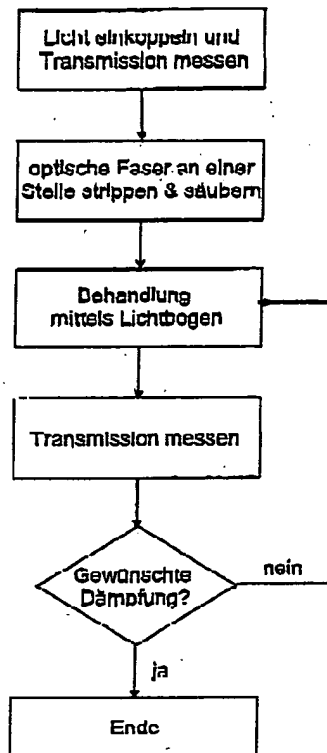 Licht einkoppeln und
Transmission messen
optische Faser an einer
Stelle strippen & säubern
Behandlung
mittels Lichtbogen
Transmission messen
Gewünschte
Dämpfung?
nein
ja
Ende